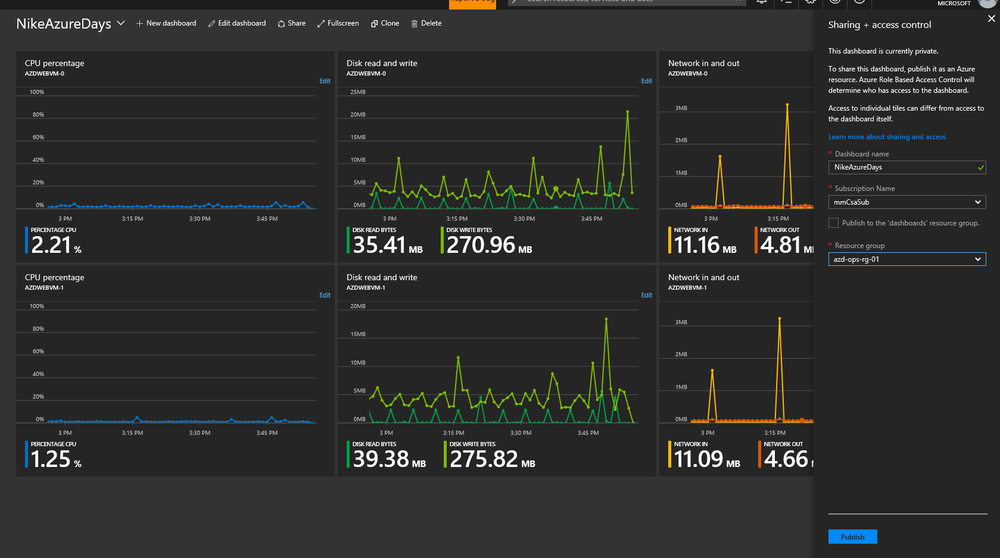 MICROSOFT
NikeAzureDays
New dashboard
Edit dashboard
Share
Fullscreen
Clone
Delete
CPU percentage
AZDWEBVM-0
Edit
100%
80%
60%
40%
20%
0%
3 PM
3:15 PM
3:30 PM
3:45 PM
PERCENTAGE CPU
2.21 %
Disk read and write
AZDWEBVM-0
Edit
25MB
20MB
15MB
10MB
5MB
0MB
3 PM
3:15 PM
3:30 PM
3:45 PM
DISK READ BYTES
35.41 MB
DISK WRITE BYTES
270.96 MB
Network in and out
AZDWEBVM-0
3MB
2MB
1MB
0MB
3 PM
3:15 PM
NETWORK IN
11.16 MB
NETWORK OUT
4.81
CPU percentage
AZDWEBVM-1
Edit
100%
80%
60%
40%
20%
0%
3 PM
3:15 PM
3:30 PM
3:45 PM
PERCENTAGE CPU
1.25 %
Disk read and write
AZDWEBVM-1
Edit
20MB
15MB
10MB
5MB
0MB
3 PM
3:15 PM
3:30 PM
3:45 PM
DISK READ BYTES
39.38 MB
DISK WRITE BYTES
275.82 MB
Network in and out
AZDWEBVM-1
3MB
2MB
1MB
0MB
3 PM
3:15 PM
NETWORK IN
11.09 MB
NETWORK OUT
4.66
Sharing + access control
This dashboard is currently private.
To share this dashboard, publish it as an Azure
resource. Azure Role Based Access Control will
determine who has access to the dashboard.
Access to individual tiles can differ from access to
the dashboard itself.
Learn more about sharing and access
* Dashboard name
NikeAzureDays
* Subscription Name
mmCsaSub
Publish to the 'dashboards' resource group.
* Resource group
azd-ops-rg-01
Publish